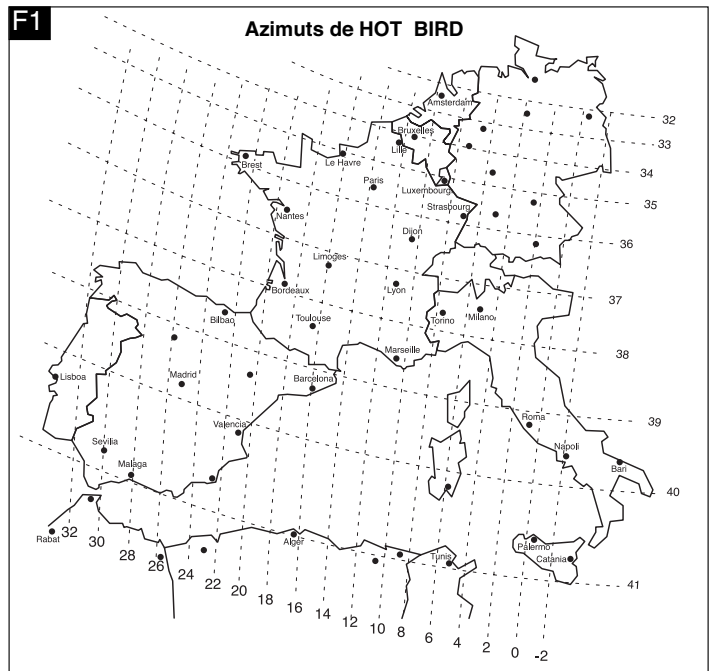 F1
Azimuts de HOT BIRD
Amsterdam
32
Bruxelles
33
Lille
Le Havre
Brest
34
Paris
Luxembourg
35
Strasbourg
Nantes
Dijon
36
Limoges
Bordeaux
Lyon
37
Bilbao
Toulouse
Torino
Milano
38
Marseille
Lisboa
Madrid
Barcelona
39
Roma
Valencia
Sevilla
Napoli
Malaga
Bari
40
32
30
28
26
24
22
20
18
16
14
12
10
8
6
4
2
0
-2
Rabat
Alger
Tunis
Palermo
Catania
41